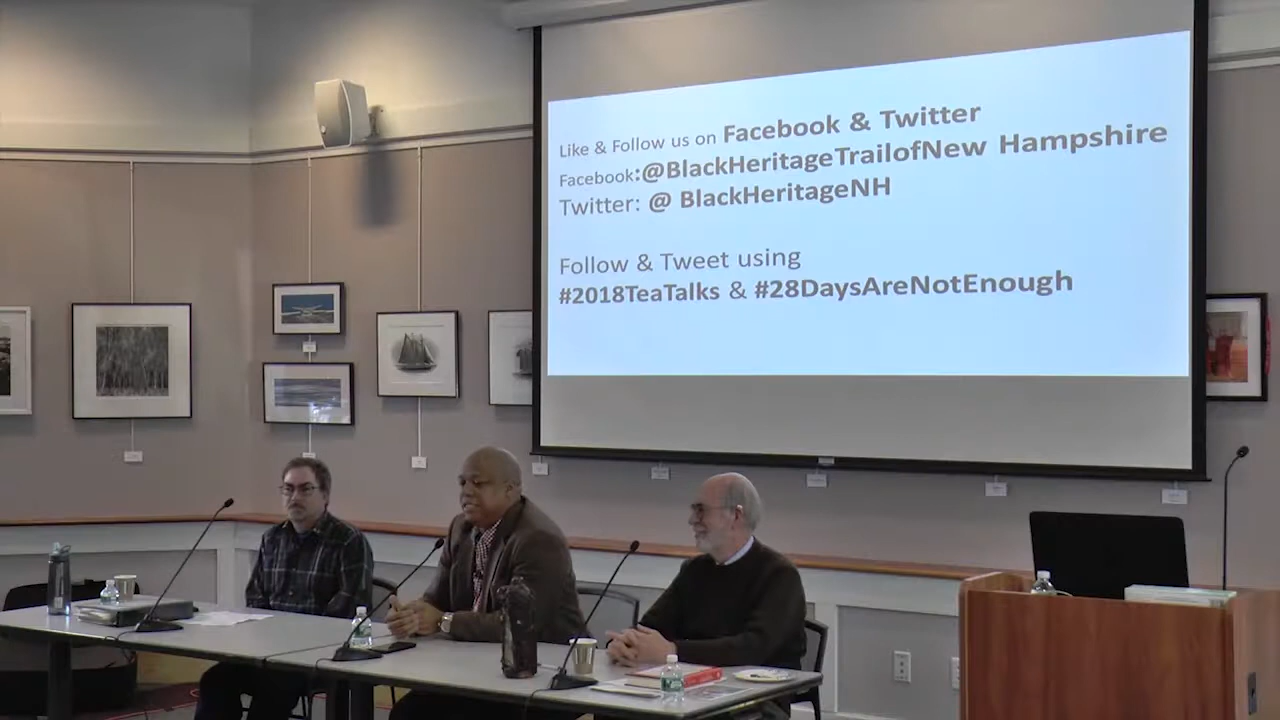 Like & Follow us on Facebook & Twitter
Facebook:@BlackHeritageTrailofNew Hampshire
Twitter: @ BlackHeritageNH
Follow & Tweet using
#2018TeaTalks & #28DaysAreNotEnough